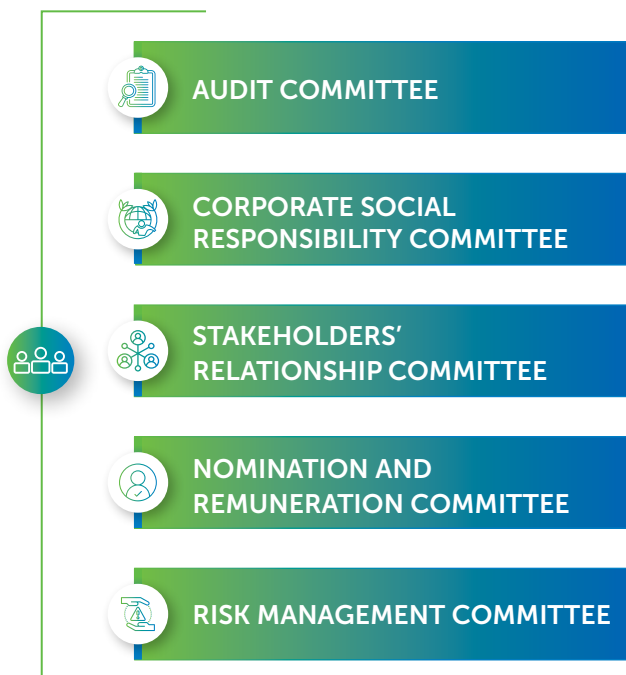 AUDIT COMMITTEE
CORPORATE SOCIAL
RESPONSIBILITY COMMITTEE
STAKEHOLDERS’
RELATIONSHIP COMMITTEE
NOMINATION AND
REMUNERATION COMMITTEE
RISK MANAGEMENT COMMITTEE